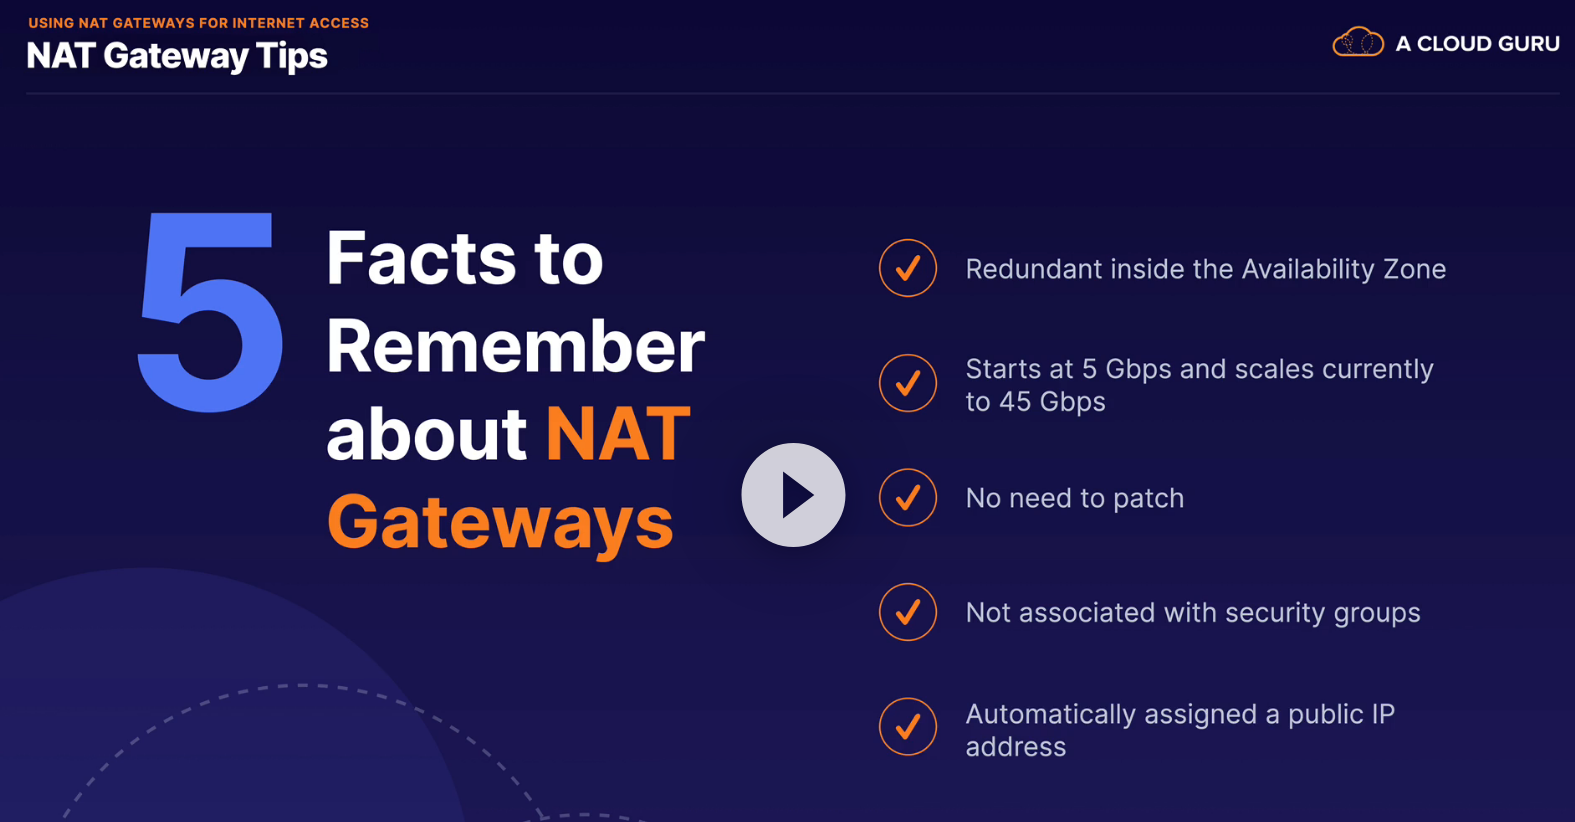 USING NAT GATEWAYS FOR INTERNET ACCESS
NAT Gateway Tips
A CLOUD GURU
5
Facts to
Remember
about NAT
Gateways
Redundant inside the Availability Zone
Starts at 5 Gbps and scales currently
to 45 Gbps
No need to patch
Not associated with security groups
Automatically assigned a public IP
address